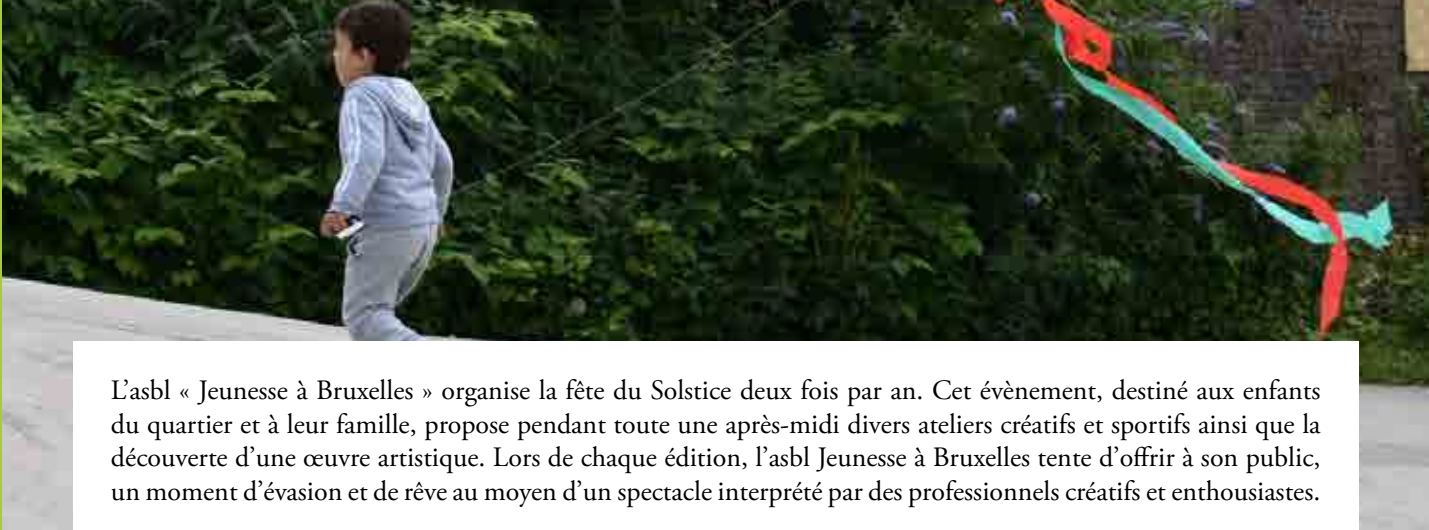 L’asbl « Jeunesse à Bruxelles » organise la fête du Solstice deux fois par an. Cet évènement, destiné aux enfants
du quartier et à leur famille, propose pendant toute une après-midi divers ateliers créatifs et sportifs ainsi que la
découverte d’une œuvre artistique. Lors de chaque édition, l’asbl Jeunesse à Bruxelles tente d’offrir à son public,
un moment d’évasion et de rêve au moyen d’un spectacle interprété par des professionnels créatifs et enthousiastes.